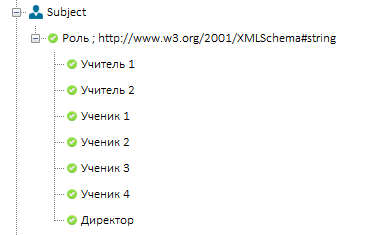 Subject
Роль ; http://www.w3.org/2001/XMLSchema#string
Учитель 1
Учитель 2
Ученик 1
Ученик 2
Ученик 3
Ученик 4
Директор